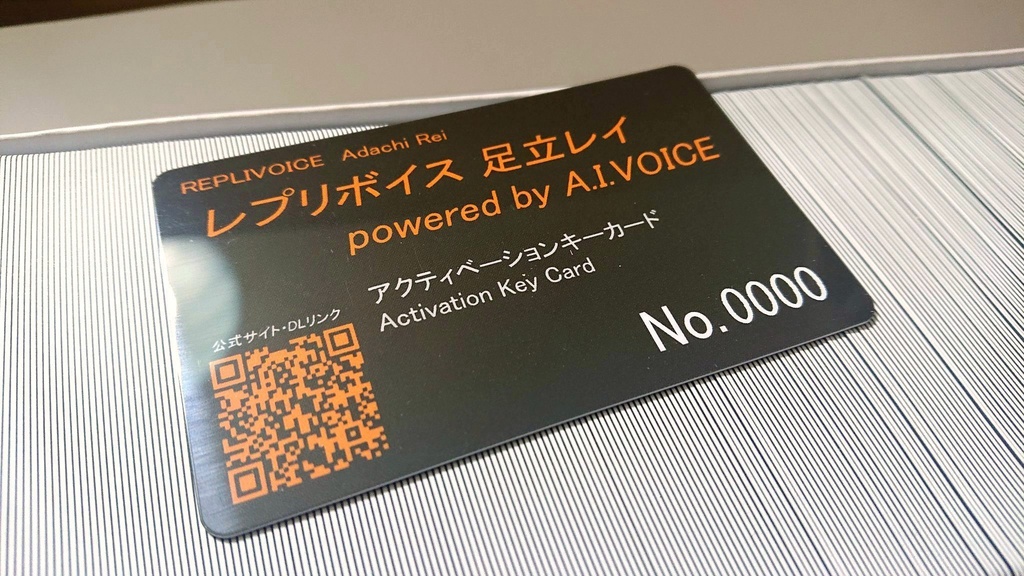 REPLIVOICE Adachi Rei
レプリボイス 足立レイ
powered by A.I.VOICE
アクティベーションキーカード
Activation Key Card
No.0000
公式サイト・DLリンク